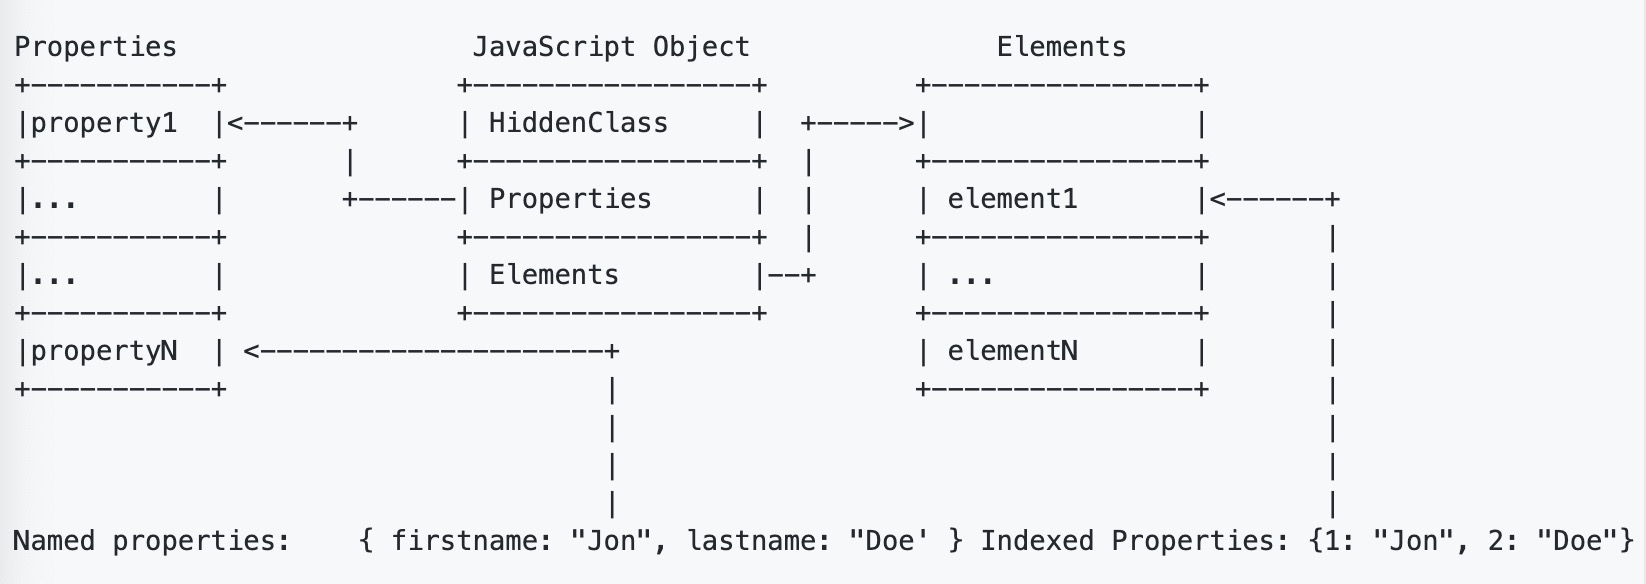 Properties                  JavaScript Object               Elements
+-----------+               +----------------+         +----------------+
|property1  |<------+       | HiddenClass    |  +----->|                |
+-----------+       |       +----------------+  |      +----------------+
|...        |       +------| Properties     |  |      | element1       |<------+
+-----------+               +----------------+  |      +----------------+       |
|...        |               | Elements       |--+      | ...            |       |
+-----------+               +----------------+         +----------------+       |
|propertyN  | <---------------------+                  | elementN       |       |
+-----------+                       |                  +----------------+       |
                                    |                                           |
                                    |                                           |
                                    |                                           |
Named properties:    { firstname: "Jon", lastname: "Doe' } Indexed Properties: {1: "Jon", 2: "Doe"}